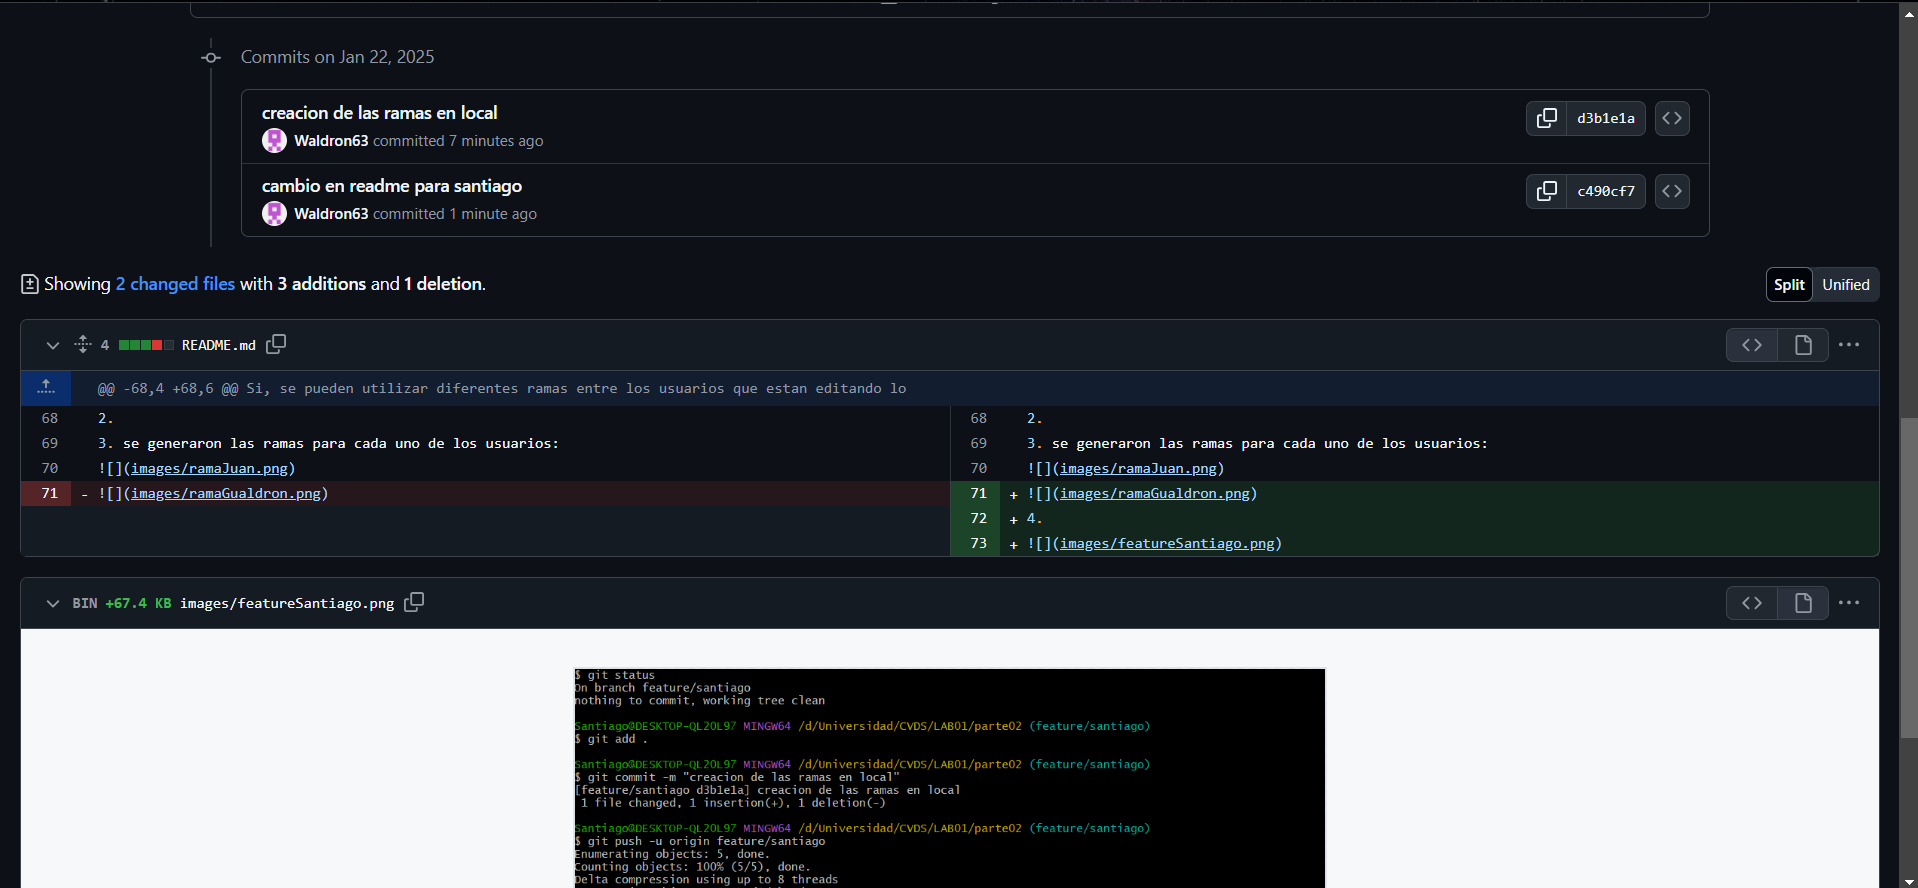 Commits on Jan 22, 2025
creacion de las ramas en local
Waldron63 committed 7 minutes ago
d3b1e1a
cambio en readme para santiago
Waldron63 committed 1 minute ago
c490cf7
Showing 2 changed files with 3 additions and 1 deletion.
Split Unified
4 README.md
@@ -68,4 +68,6 @@ Si, se pueden utilizar diferentes ramas entre los usuarios que estan editando lo
68 2.
69 3. se generaron las ramas para cada uno de los usuarios:
70 ![](images/ramaJuan.png)
71 - ![](images/ramaGualdron.png)
68 2.
69 3. se generaron las ramas para cada uno de los usuarios:
70 ![](images/ramaJuan.png)
71 + ![](images/ramaGualdron.png)
72 + 4.
73 + ![](images/featureSantiago.png)
BIN +67.4 KB images/featureSantiago.png
$ git status
On branch feature/santiago
nothing to commit, working tree clean
Santiago@DESKTOP-QL2OL97 MINGW64 /d/Universidad/CVDS/LAB01/parte02 (feature/santiago)
$ git add .
Santiago@DESKTOP-QL2OL97 MINGW64 /d/Universidad/CVDS/LAB01/parte02 (feature/santiago)
$ git commit -m "creacion de las ramas en local"
[feature/santiago d3b1e1a] creacion de las ramas en local
1 file changed, 1 insertion(+), 1 deletion(-)
Santiago@DESKTOP-QL2OL97 MINGW64 /d/Universidad/CVDS/LAB01/parte02 (feature/santiago)
$ git push -u origin feature/santiago
Enumerating objects: 5, done.
Counting objects: 100% (5/5), done.
Delta compression using up to 8 threads